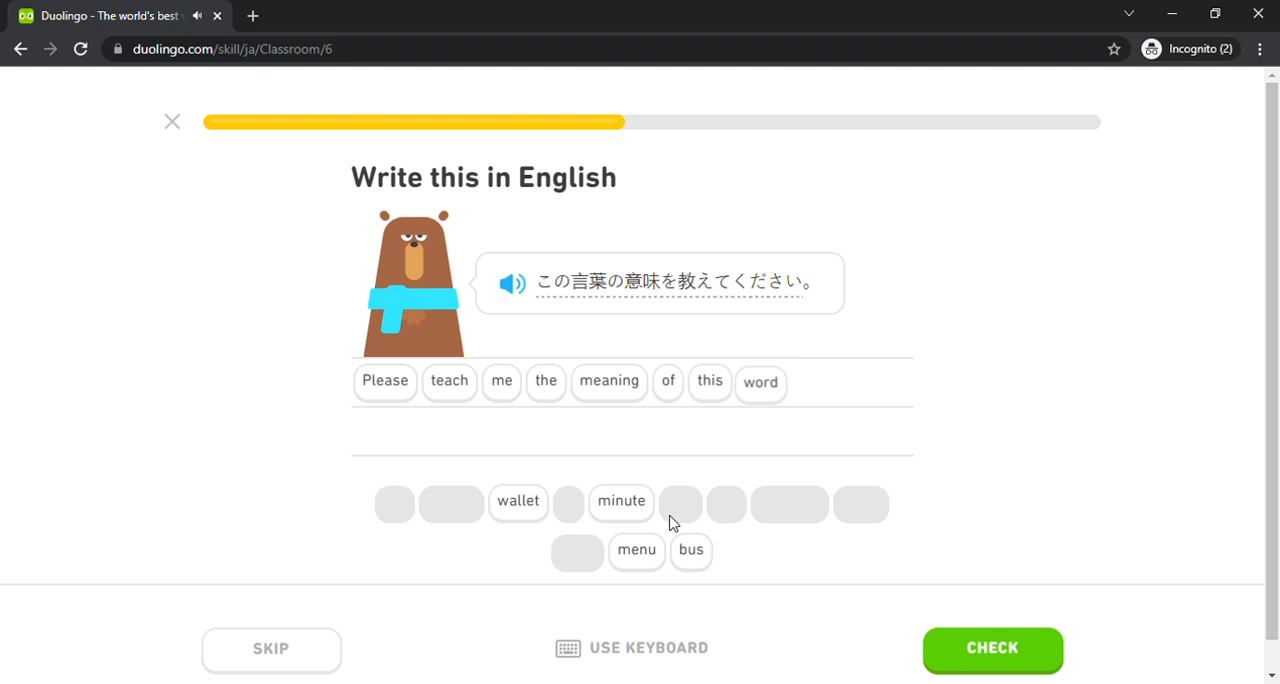 Duolingo - The world's best
duolingo.com/skill/ja/Classroom/6
Incognito (2)
Write this in English
この言葉の意味を教えてください。
Please teach me the meaning of this word
wallet minute
menu bus
SKIP
USE KEYBOARD
CHECK